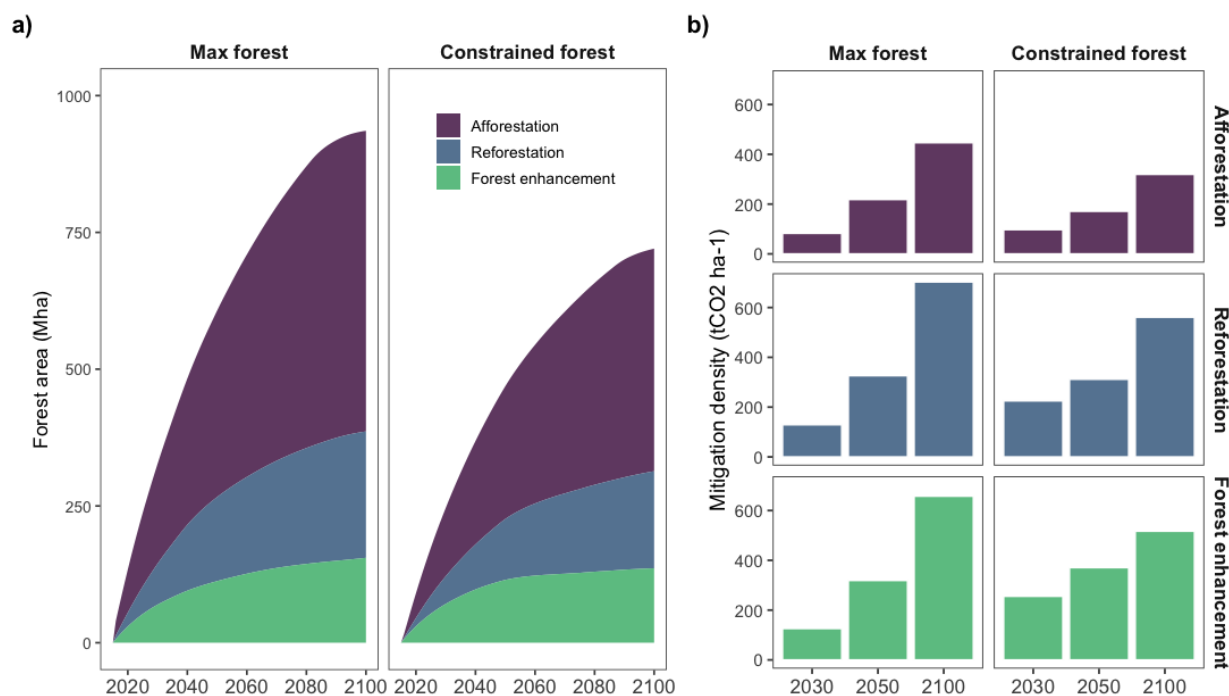 a)
Max forest
Constrained forest
Forest area (Mha)
1000
750
500
250
0
Afforestation
Reforestation
Forest enhancement
2020 2040 2060 2080 2100
2020 2040 2060 2080 2100
b)
Max forest
Constrained forest
Mitigation density (tCO2 ha-1)
600
400
200
0
Afforestation
600
400
200
0
Reforestation
600
400
200
0
Forest enhancement
2030 2050 2100
2030 2050 2100